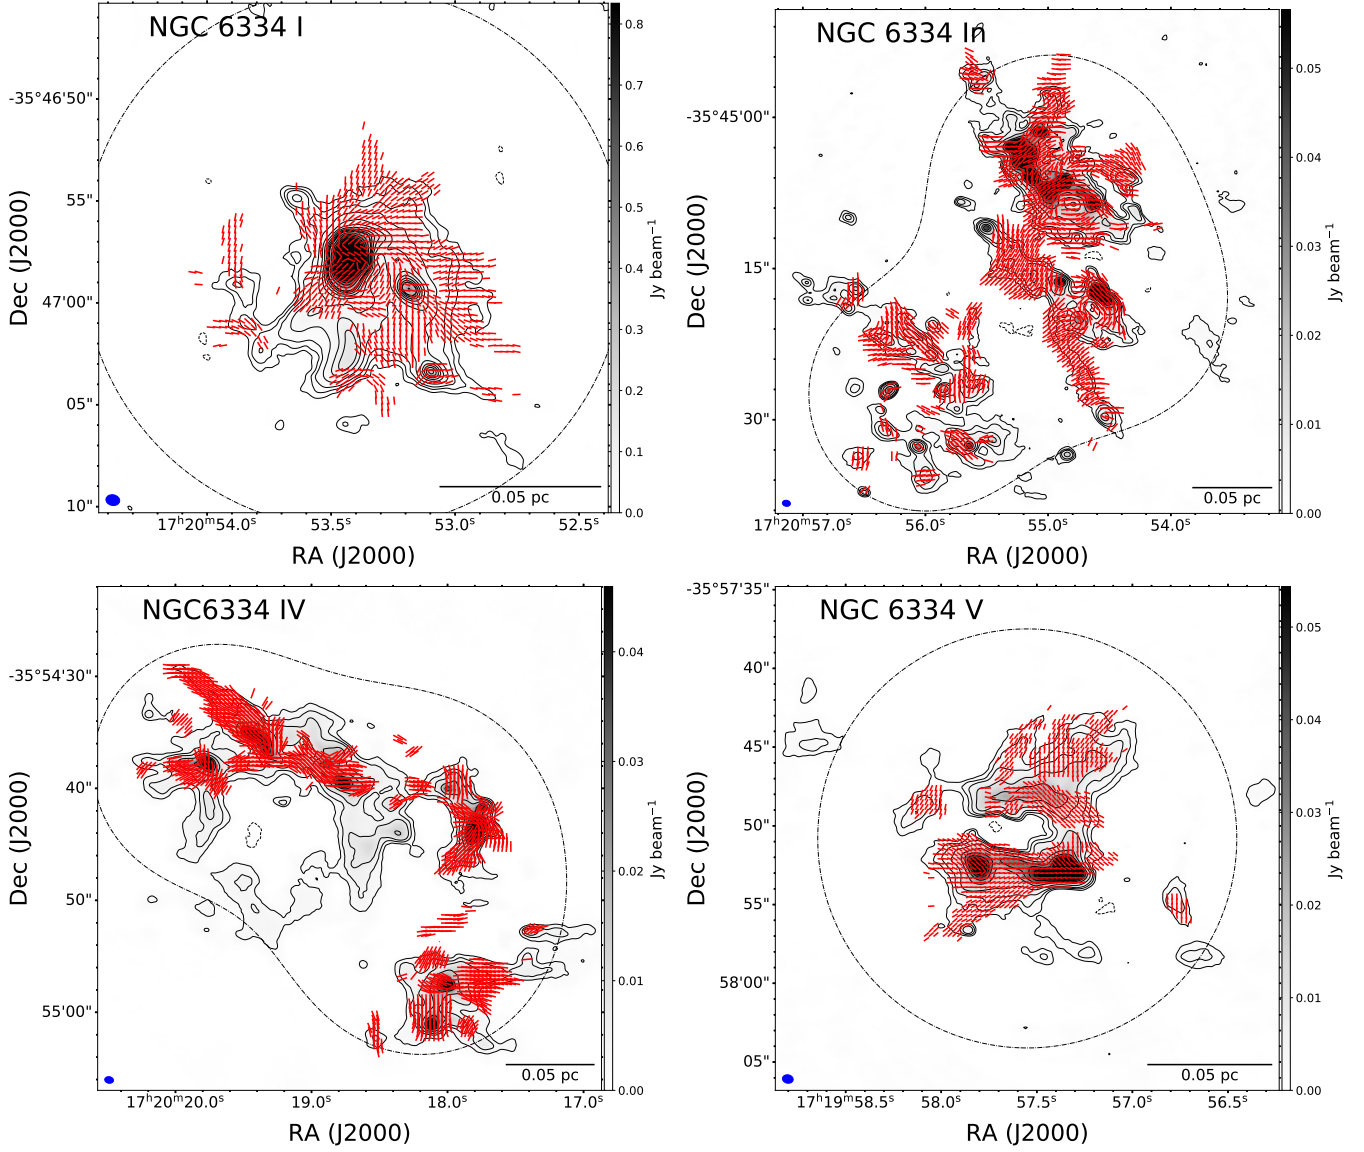 NGC 6334 I
-35°46'50"
55"
47'00"
05"
10"
Dec (J2000)
17h20m54.0s 53.5s 53.0s 52.5s
RA (J2000)
0.05 pc
0.8
0.7
0.6
0.5
0.4
0.3
0.2
0.1
0.0
Jy beam−1
NGC 6334 In
-35°45'00"
15"
30"
Dec (J2000)
17h20m57.0s 56.0s 55.0s 54.0s
RA (J2000)
0.05 pc
0.05
0.04
0.03
0.02
0.01
0.00
Jy beam−1
NGC6334 IV
-35°54'30"
40"
50"
55'00"
Dec (J2000)
17h20m20.0s 19.0s 18.0s 17.0s
RA (J2000)
0.05 pc
0.04
0.03
0.02
0.01
0.00
Jy beam−1
NGC 6334 V
-35°57'35"
40"
45"
50"
55"
58'00"
05"
Dec (J2000)
17h19m58.5s 58.0s 57.5s 57.0s 56.5s
RA (J2000)
0.05 pc
0.05
0.04
0.03
0.02
0.01
0.00
Jy beam−1